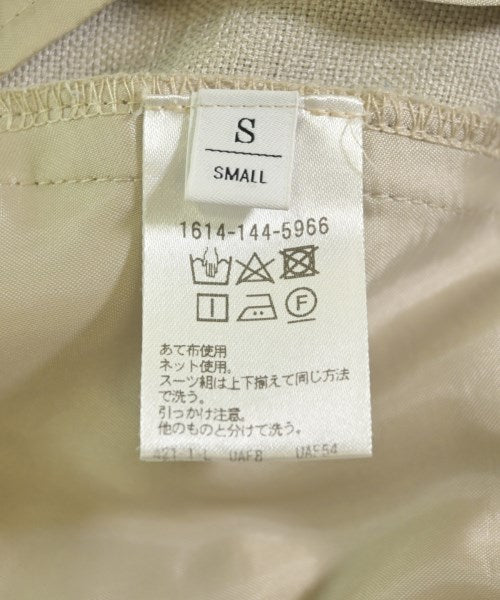 S
SMALL
1614-144-5966
F
あて布使用
ネット使用。
スーツ組は上下揃えて同じ方法
で洗う。
引っかけ注意。
他のものと分けて洗う。